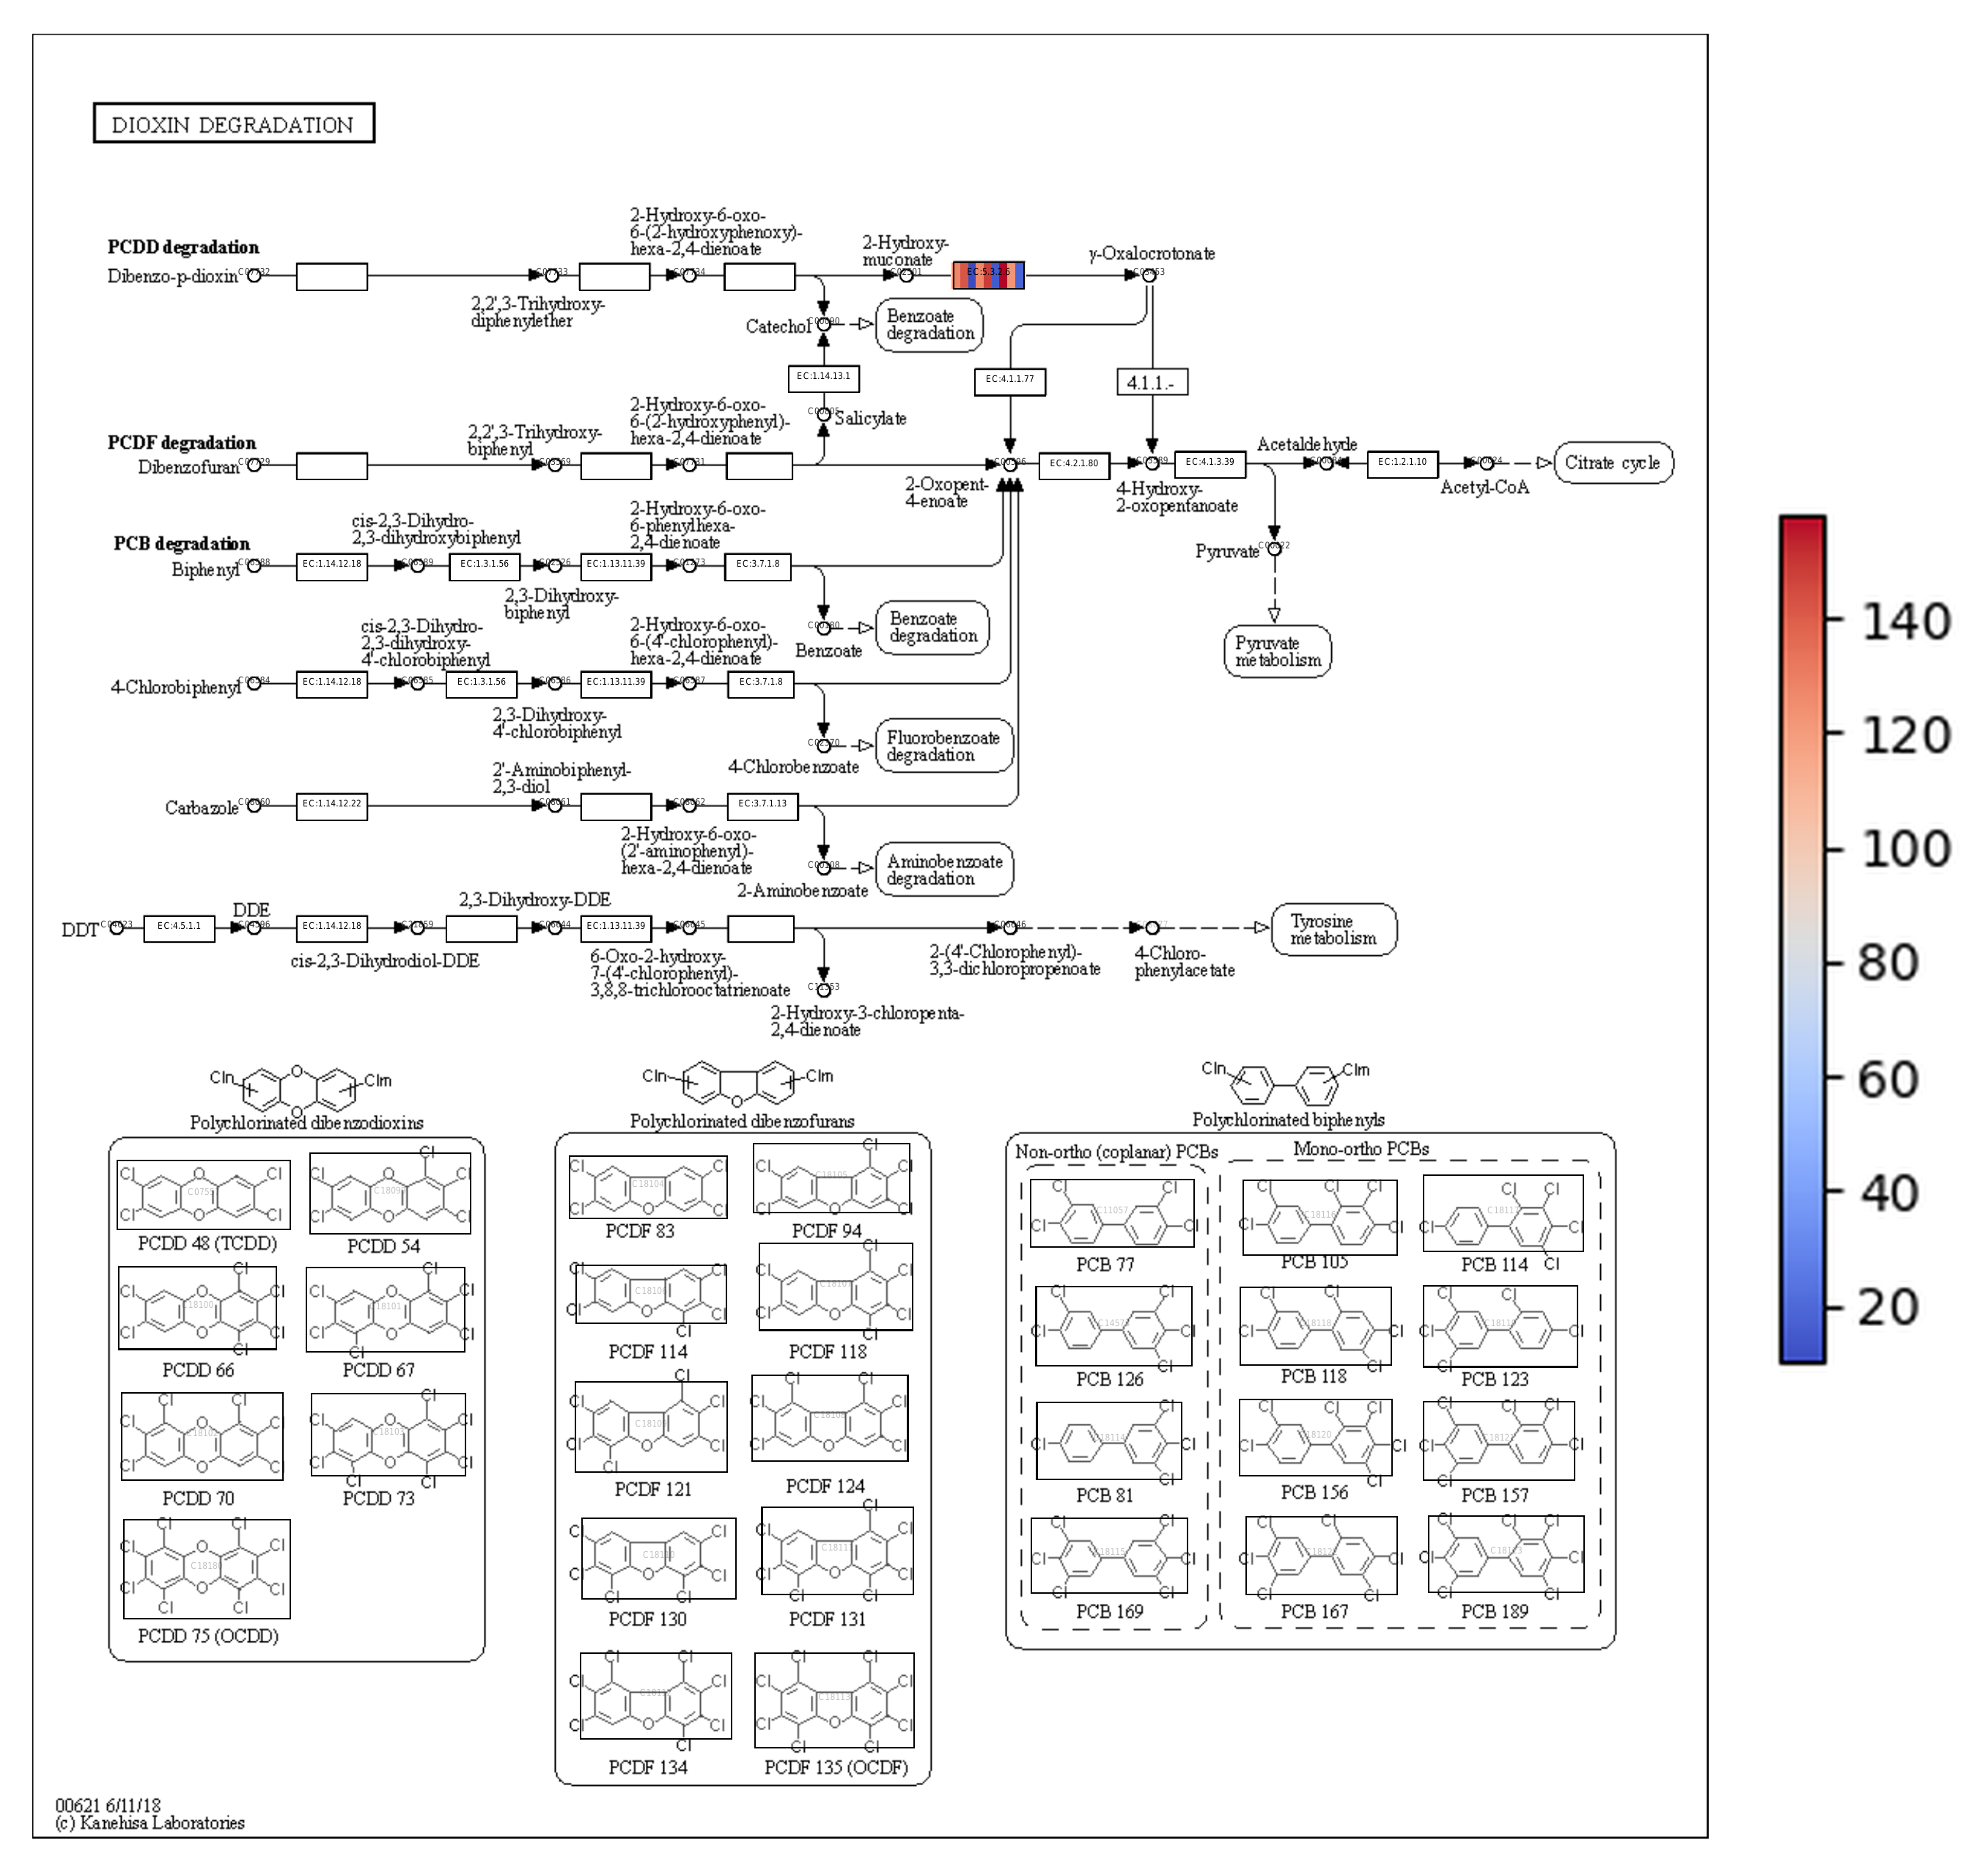 DIOXIN DEGRADATION
PCDD degradation
Dibenzo-p-dioxin
C07732
C07733
2,2',3-Trihydroxy-
diphenylether
2-Hydroxy-6-oxo-
6-(2-hydroxyphenoxy)-
hexa-2,4-dienoate
C07734
2-Hydroxy-
muconate
EC:5.3.2.6
γ-Oxalocrotonate
Catechol
Benzoate
degradation
EC:1.14.13.1
EC:4.1.1.77
4.1.1.-
Salicylate
PCDF degradation
Dibenzofuran
C07729
2,2',3-Trihydroxy-
biphenyl
2-Hydroxy-6-oxo-
6-(2-hydroxyphenyl)-
hexa-2,4-dienoate
C07731
2-Oxopent-
4-enoate
EC:4.2.1.80
4-Hydroxy-
2-oxopentanoate
EC:4.1.3.39
Acetaldehyde
EC:1.2.1.10
Acetyl-CoA
Citrate cycle
Pyruvate
Pyruvate
metabolism
PCB degradation
Biphenyl
EC:1.14.12.18
cis-2,3-Dihydro-
2,3-dihydroxybiphenyl
EC:1.3.1.56
2,3-Dihydroxy-
biphenyl
EC:1.13.11.39
2-Hydroxy-6-oxo-
6-phenylhexa-
2,4-dienoate
EC:3.7.1.8
Benzoate
Benzoate
degradation
4-Chlorobiphenyl
EC:1.14.12.18
cis-2,3-Dihydro-
2,3-dihydroxy-
4'-chlorobiphenyl
EC:1.3.1.56
2,3-Dihydroxy-
4'-chlorobiphenyl
EC:1.13.11.39
2-Hydroxy-6-oxo-
6-(4'-chlorophenyl)-
hexa-2,4-dienoate
EC:3.7.1.8
4-Chlorobenzoate
Fluorobenzoate
degradation
Carbazole
EC:1.14.12.22
2'-Aminobiphenyl-
2,3-diol
2-Hydroxy-6-oxo-
(2'-aminophenyl)-
hexa-2,4-dienoate
EC:3.7.1.13
2-Aminobenzoate
Aminobenzoate
degradation
DDT
EC:4.5.1.1
DDE
EC:1.14.12.18
cis-2,3-Dihydrodiol-DDE
2,3-Dihydroxy-DDE
EC:1.13.11.39
6-Oxo-2-hydroxy-
7-(4'-chlorophenyl)-
3,8,8-trichlorooctatrienoate
2-Hydroxy-3-chloropenta-
2,4-dienoate
2-(4'-Chlorophenyl)-
3,3-dichloropropenoate
4-Chloro-
phenylacetate
Tyrosine
metabolism
Cln
Clm
Polychlorinated dibenzodioxins
PCDD 48 (TCDD)
PCDD 54
PCDD 66
PCDD 67
PCDD 70
PCDD 73
PCDD 75 (OCDD)
Cln
Clm
Polychlorinated dibenzofurans
PCDF 83
PCDF 94
PCDF 114
PCDF 118
PCDF 121
PCDF 124
PCDF 130
PCDF 131
PCDF 134
PCDF 135 (OCDF)
Cln
Clm
Polychlorinated biphenyls
Non-ortho (coplanar) PCBs
Mono-ortho PCBs
PCB 77
PCB 105
PCB 114
PCB 126
PCB 118
PCB 123
PCB 81
PCB 156
PCB 157
PCB 169
PCB 167
PCB 189
00621 6/11/18
(c) Kanehisa Laboratories
140
120
100
80
60
40
20